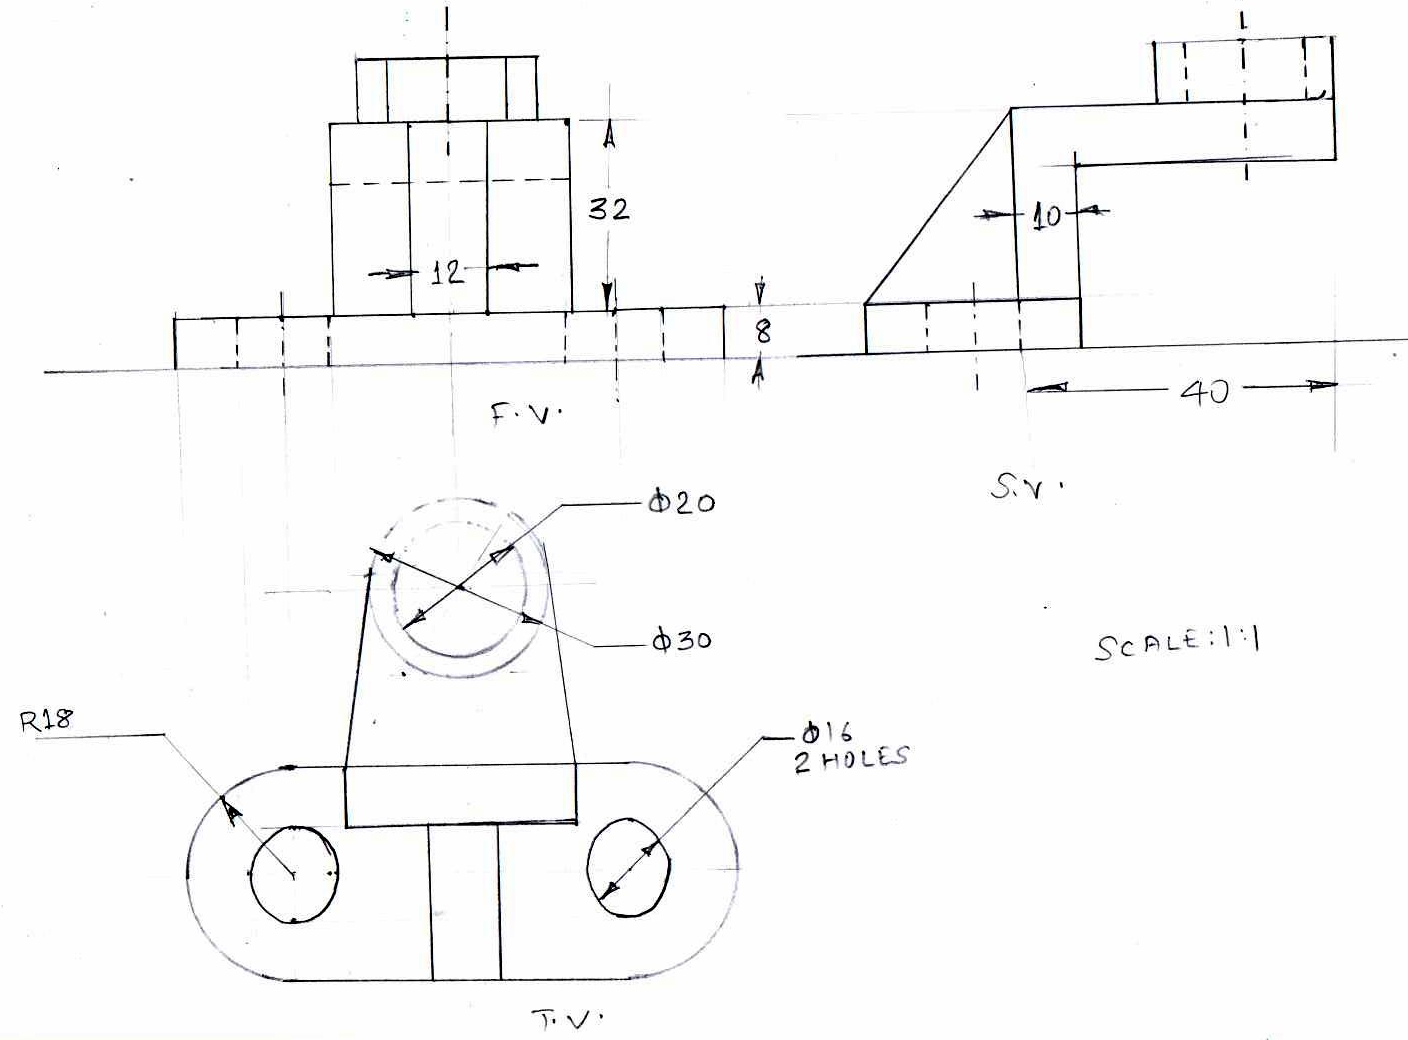 32
12
10
8
40
F.V.
S.V.
ϕ20
ϕ30
SCALE:1:1
R18
ϕ16
2 HOLES
T.V.